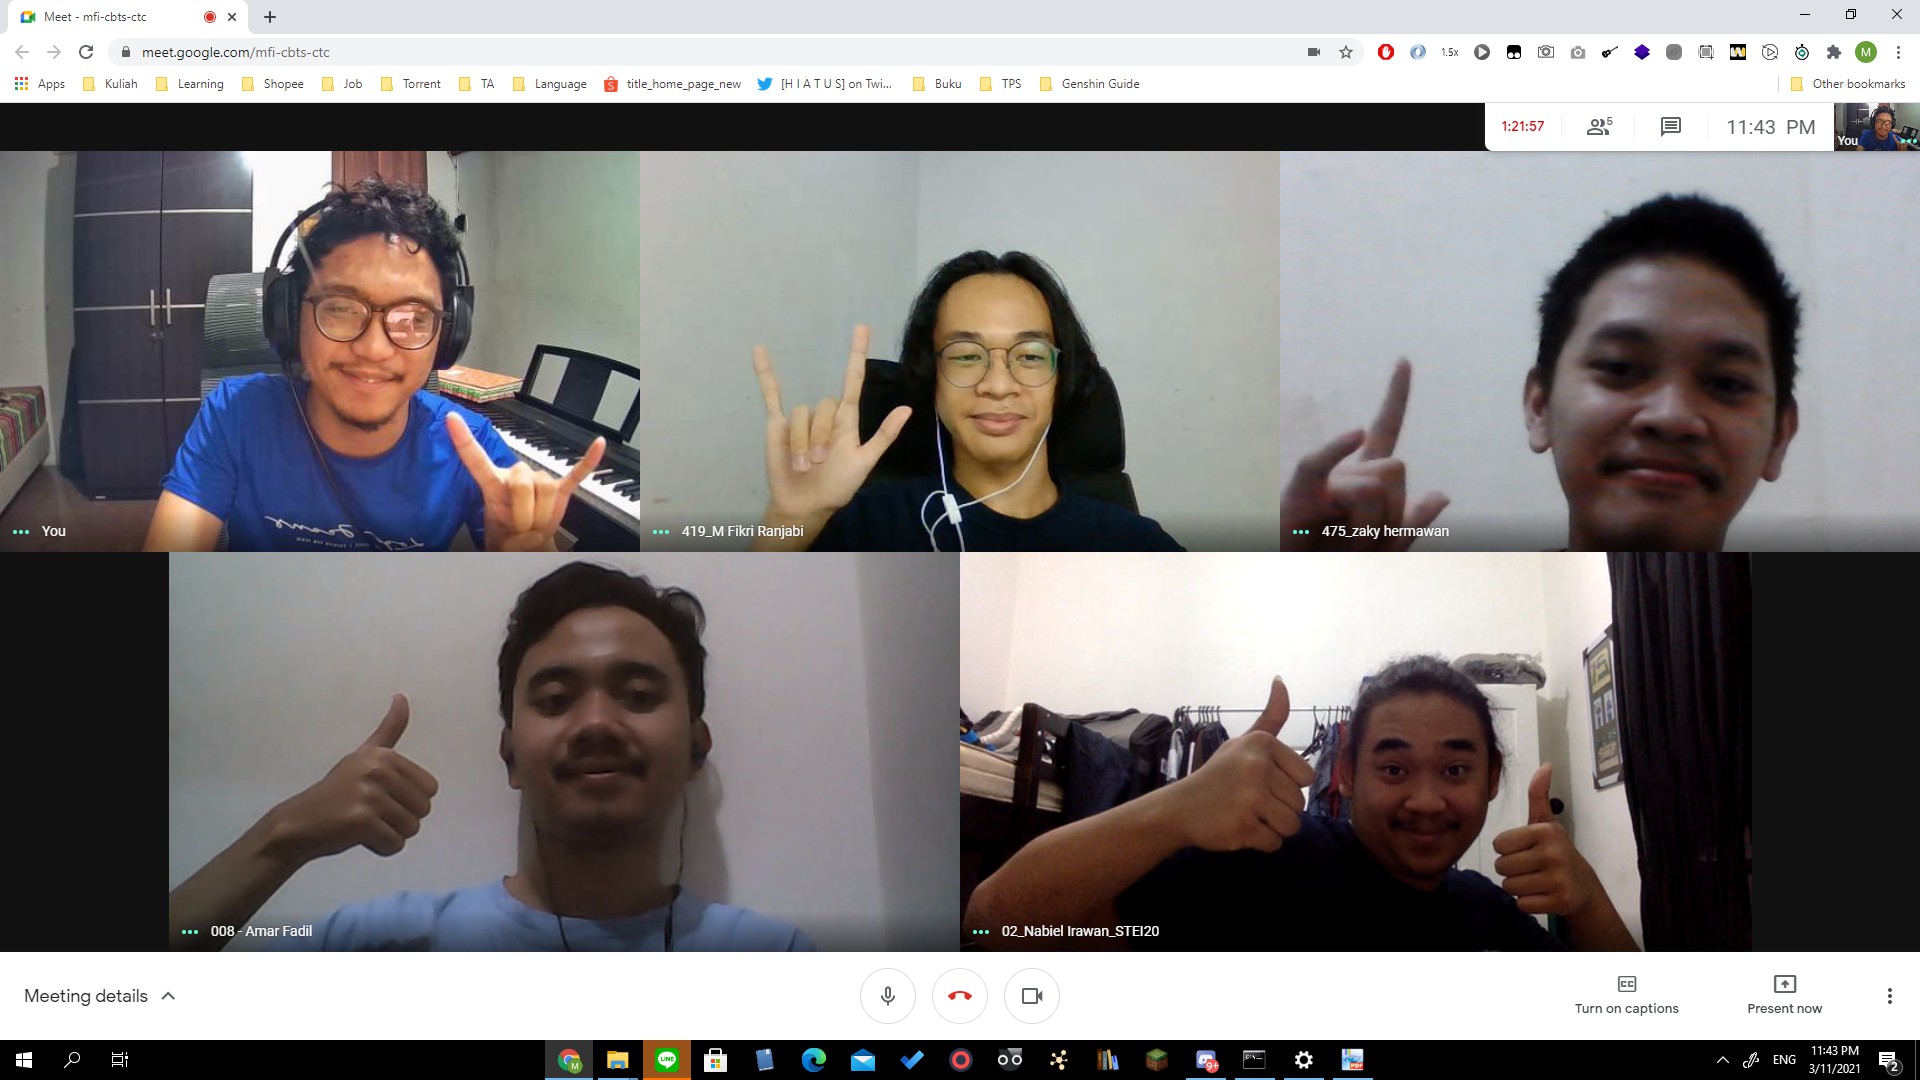 Meet - mfi-cbts-ctc
meet.google.com/mfi-cbts-ctc
1.5x
M
Apps Kuliah Learning Shopee Job Torrent TA Language title_home_page_new [H I A T U S] on Twi... Buku TPS Genshin Guide Other bookmarks
1:21:57 5 11:43 PM You
You
419_M Fikri Ranjabi
475_zaky hermawan
008 - Amar Fadil
02_Nabiel Irawan_STEI20
Meeting details
Turn on captions
Present now
LINE
9+
ENG
11:43 PM
3/11/2021
2